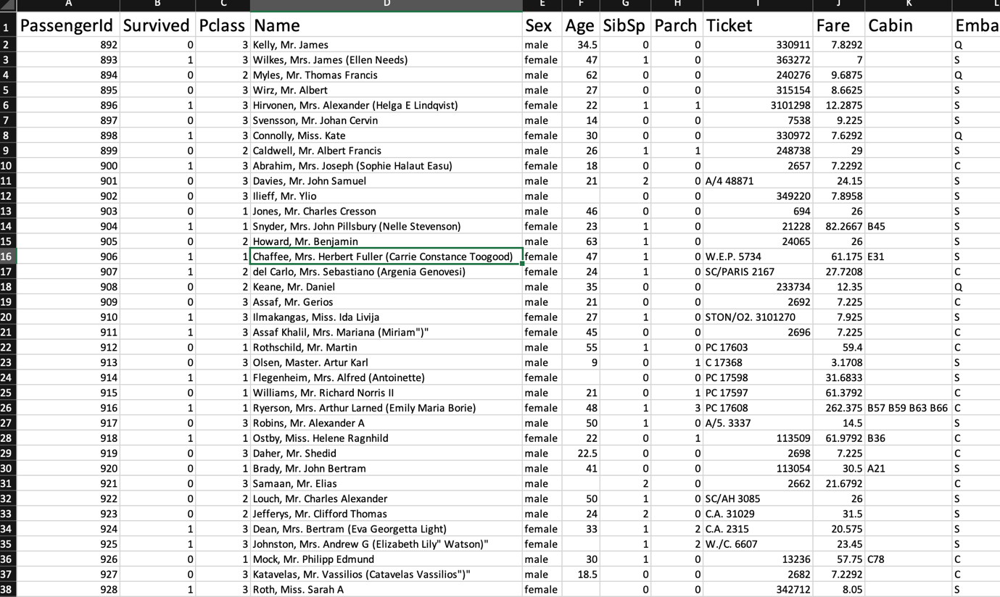 A B C D E F G H I J K L
1 PassengerId Survived Pclass Name Sex Age SibSp Parch Ticket Fare Cabin Emba
2 892 0 3 Kelly, Mr. James male 34.5 0 0 330911 7.8292 Q
3 893 1 3 Wilkes, Mrs. James (Ellen Needs) female 47 1 0 363272 7 S
4 894 0 2 Myles, Mr. Thomas Francis male 62 0 0 240276 9.6875 Q
5 895 0 3 Wirz, Mr. Albert male 27 0 0 315154 8.6625 S
6 896 1 3 Hirvonen, Mrs. Alexander (Helga E Lindqvist) female 22 1 1 3101298 12.2875 S
7 897 0 3 Svensson, Mr. Johan Cervin male 14 0 0 7538 9.225 S
8 898 1 3 Connolly, Miss. Kate female 30 0 0 330972 7.6292 Q
9 899 0 2 Caldwell, Mr. Albert Francis male 26 1 1 248738 29 S
10 900 1 3 Abrahim, Mrs. Joseph (Sophie Halaut Easu) female 18 0 0 2657 7.2292 C
11 901 0 3 Davies, Mr. John Samuel male 21 2 0 A/4 48871 24.15 S
12 902 0 3 Ilieff, Mr. Ylio male 0 0 349220 7.8958 S
13 903 0 1 Jones, Mr. Charles Cresson male 46 0 0 694 26 S
14 904 1 1 Snyder, Mrs. John Pillsbury (Nelle Stevenson) female 23 1 0 21228 82.2667 B45 S
15 905 0 2 Howard, Mr. Benjamin male 63 1 0 24065 26 S
16 906 1 1 Chaffee, Mrs. Herbert Fuller (Carrie Constance Toogood) female 47 1 0 W.E.P. 5734 61.175 E31 S
17 907 1 2 del Carlo, Mrs. Sebastiano (Argenia Genovesi) female 24 1 0 SC/PARIS 2167 27.7208 C
18 908 0 2 Keane, Mr. Daniel male 35 0 0 233734 12.35 Q
19 909 0 3 Assaf, Mr. Gerios male 21 0 0 2692 7.225 C
20 910 1 3 Ilmakangas, Miss. Ida Livija female 27 1 0 STON/O2. 3101270 7.925 S
21 911 1 3 Assaf Khalil, Mrs. Mariana (Miriam")" female 45 0 0 2696 7.225 C
22 912 0 1 Rothschild, Mr. Martin male 55 1 0 PC 17603 59.4 C
23 913 0 3 Olsen, Master. Artur Karl male 9 0 1 C 17368 3.1708 S
24 914 1 1 Flegenheim, Mrs. Alfred (Antoinette) female 0 0 PC 17598 31.6833 S
25 915 0 1 Williams, Mr. Richard Norris II male 21 0 1 PC 17597 61.3792 C
26 916 1 1 Ryerson, Mrs. Arthur Larned (Emily Maria Borie) female 48 1 3 PC 17608 262.375 B57 B59 B63 B66 C
27 917 0 3 Robins, Mr. Alexander A male 50 1 0 A/5. 3337 14.5 S
28 918 1 1 Ostby, Miss. Helene Ragnhild female 22 0 1 113509 61.9792 B36 C
29 919 0 3 Daher, Mr. Shedid male 22.5 0 0 2698 7.225 C
30 920 0 1 Brady, Mr. John Bertram male 41 0 0 113054 30.5 A21 S
31 921 0 3 Samaan, Mr. Elias male 2 0 2662 21.6792 C
32 922 0 2 Louch, Mr. Charles Alexander male 50 1 0 SC/AH 3085 26 S
33 923 0 2 Jefferys, Mr. Clifford Thomas male 24 2 0 C.A. 31029 31.5 S
34 924 1 3 Dean, Mrs. Bertram (Eva Georgetta Light) female 33 1 2 C.A. 2315 20.575 S
35 925 1 3 Johnston, Mrs. Andrew G (Elizabeth Lily" Watson)" female 1 2 W./C. 6607 23.45 S
36 926 0 1 Mock, Mr. Philipp Edmund male 30 1 0 13236 57.75 C78 C
37 927 0 3 Katavelas, Mr. Vassilios (Catavelas Vassilios")" male 18.5 0 0 2682 7.2292 C
38 928 1 3 Roth, Miss. Sarah A female 0 0 342712 8.05 S